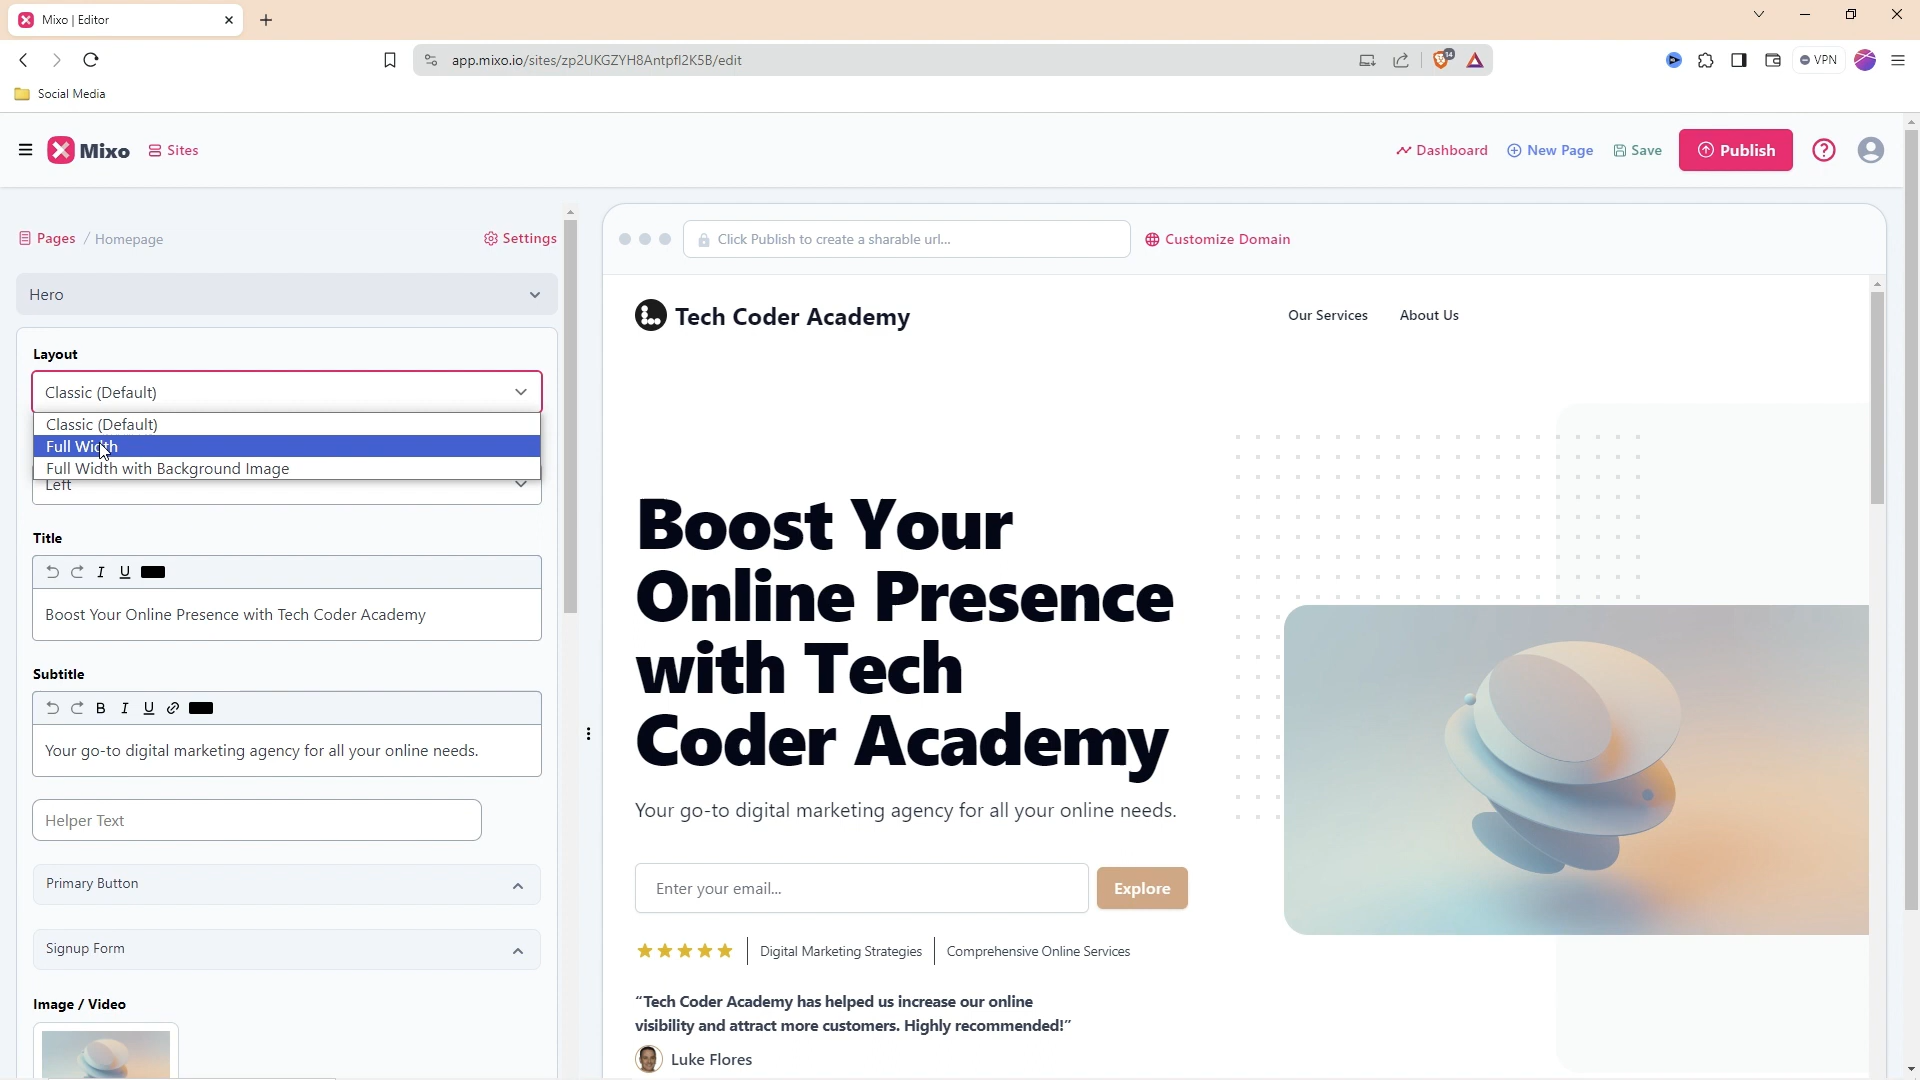 Mixo | Editor
app.mixo.io/sites/zp2UKGZYH8Antpfl2K5B/edit
14
VPN
Social Media
Mixo
Sites
Dashboard
New Page
Save
Publish
Pages / Homepage
Settings
Click Publish to create a sharable url...
Customize Domain
Hero
Layout
Classic (Default)
Classic (Default)
Full Width
Full Width with Background Image
Left
Title
I U
Boost Your Online Presence with Tech Coder Academy
Subtitle
B I U
Your go-to digital marketing agency for all your online needs.
Helper Text
Primary Button
Signup Form
Image / Video
Tech Coder Academy
Our Services
About Us
Boost Your
Online Presence
with Tech
Coder Academy
Your go-to digital marketing agency for all your online needs.
Enter your email...
Explore
Digital Marketing Strategies
Comprehensive Online Services
“Tech Coder Academy has helped us increase our online
visibility and attract more customers. Highly recommended!”
Luke Flores